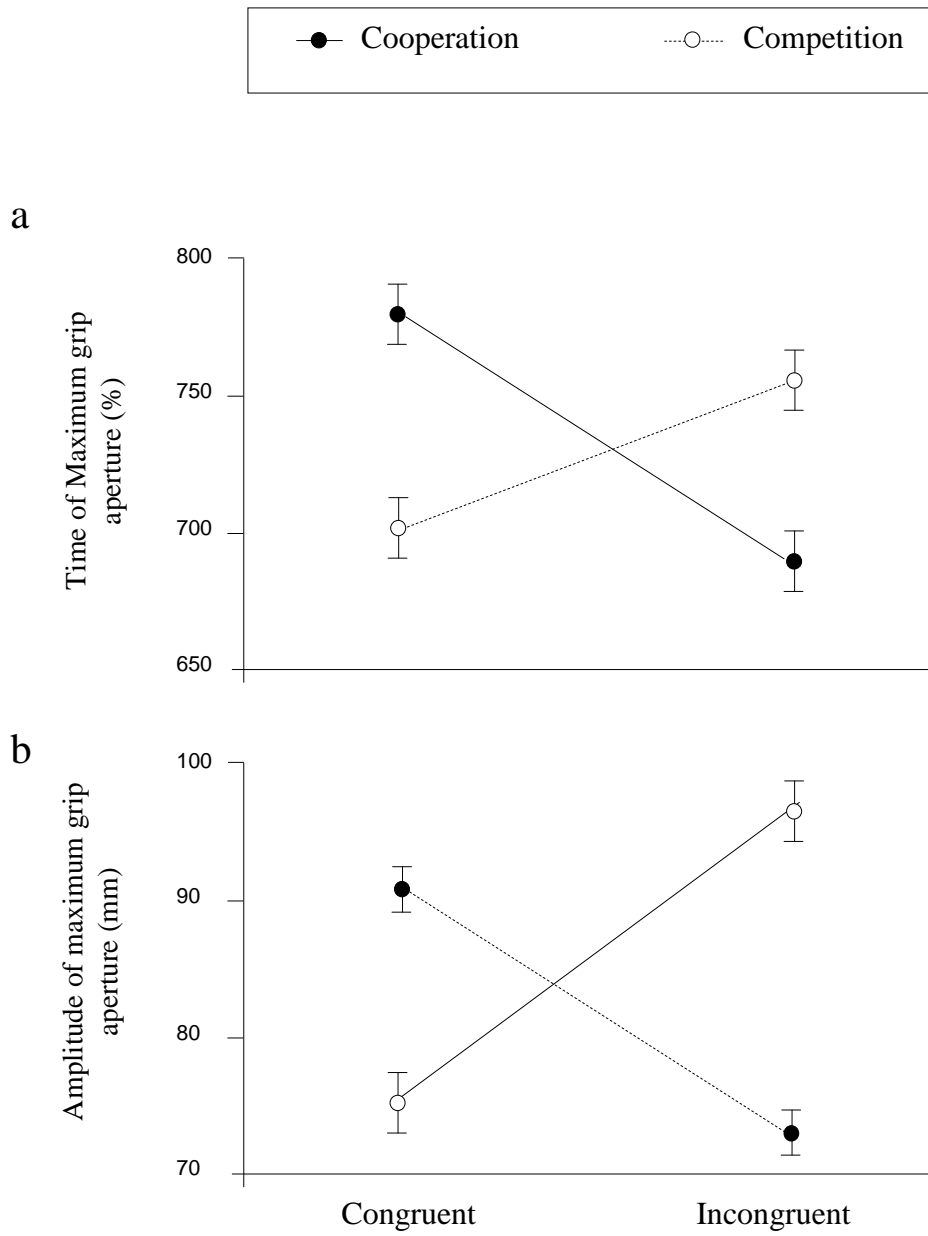 Cooperation Competition
a
Time of Maximum grip
aperture (%)
800
750
700
650
b
Amplitude of maximum grip
aperture (mm)
100
90
80
70
Congruent Incongruent